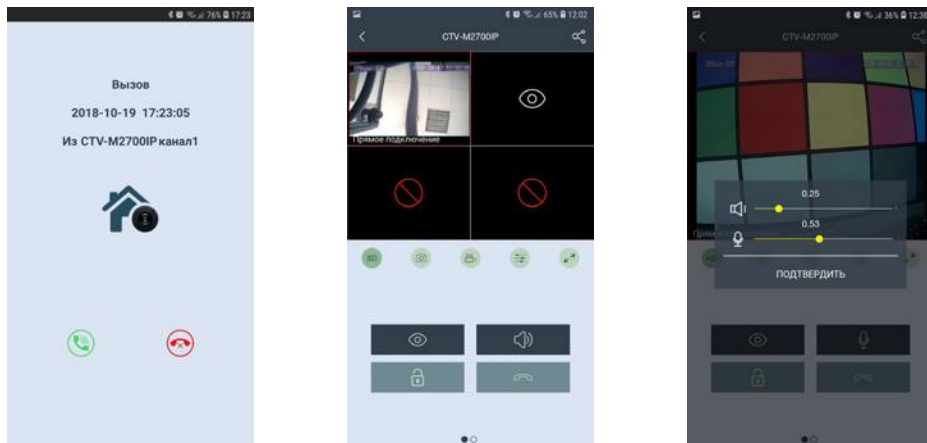 76% 17:23
Вызов
2018-10-19 17:23:05
Из CTV-M2700IP канал1
65% 12:02
CTV-M2700IP
Прямое подключение
SD
36% 12:38
CTV-M2700IP
0.25
0.53
ПОДТВЕРДИТЬ